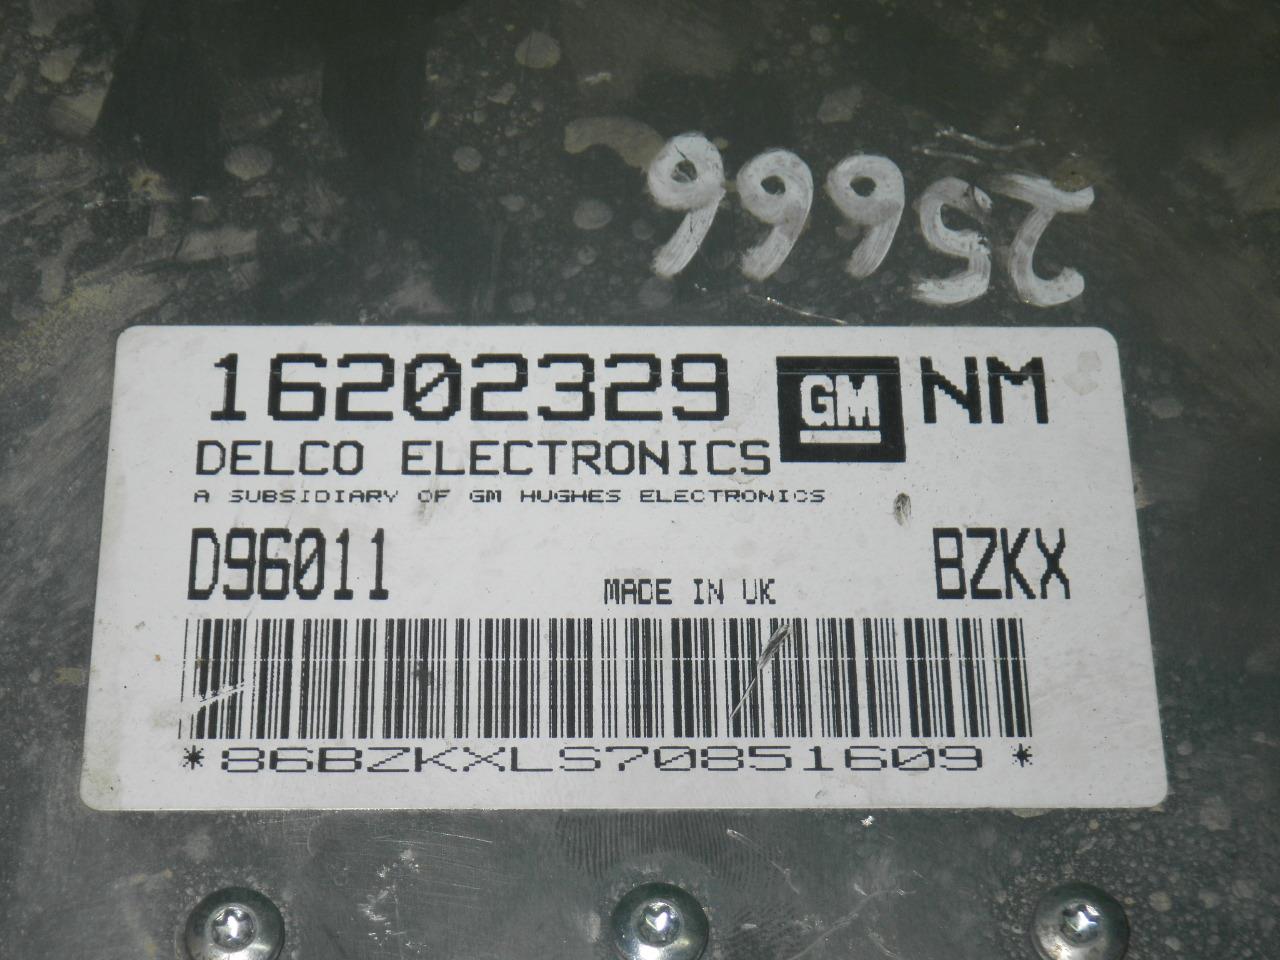 25666
16202329 GM NM
DELCO ELECTRONICS
A SUBSIDIARY OF GM HUGHES ELECTRONICS
D96011 MADE IN UK BZKX
*86BZKXLS70851609*